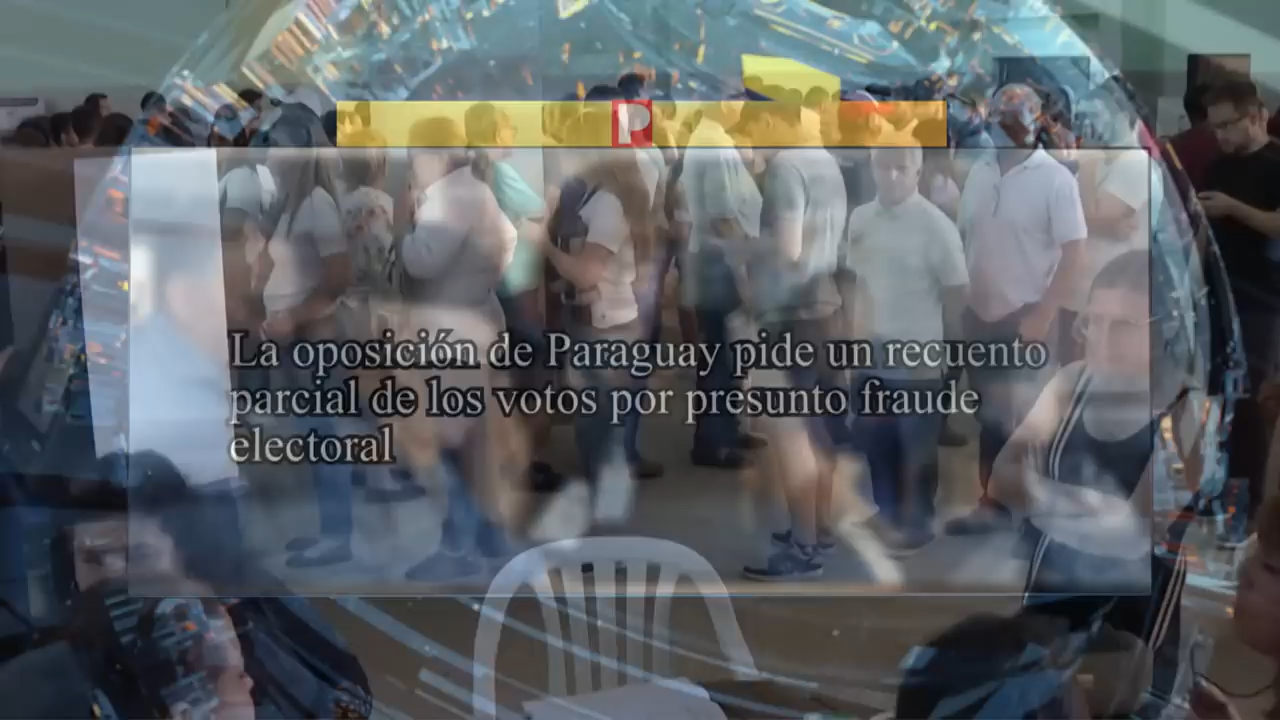 P
La oposición de Paraguay pide un recuento
parcial de los votos por presunto fraude
electoral